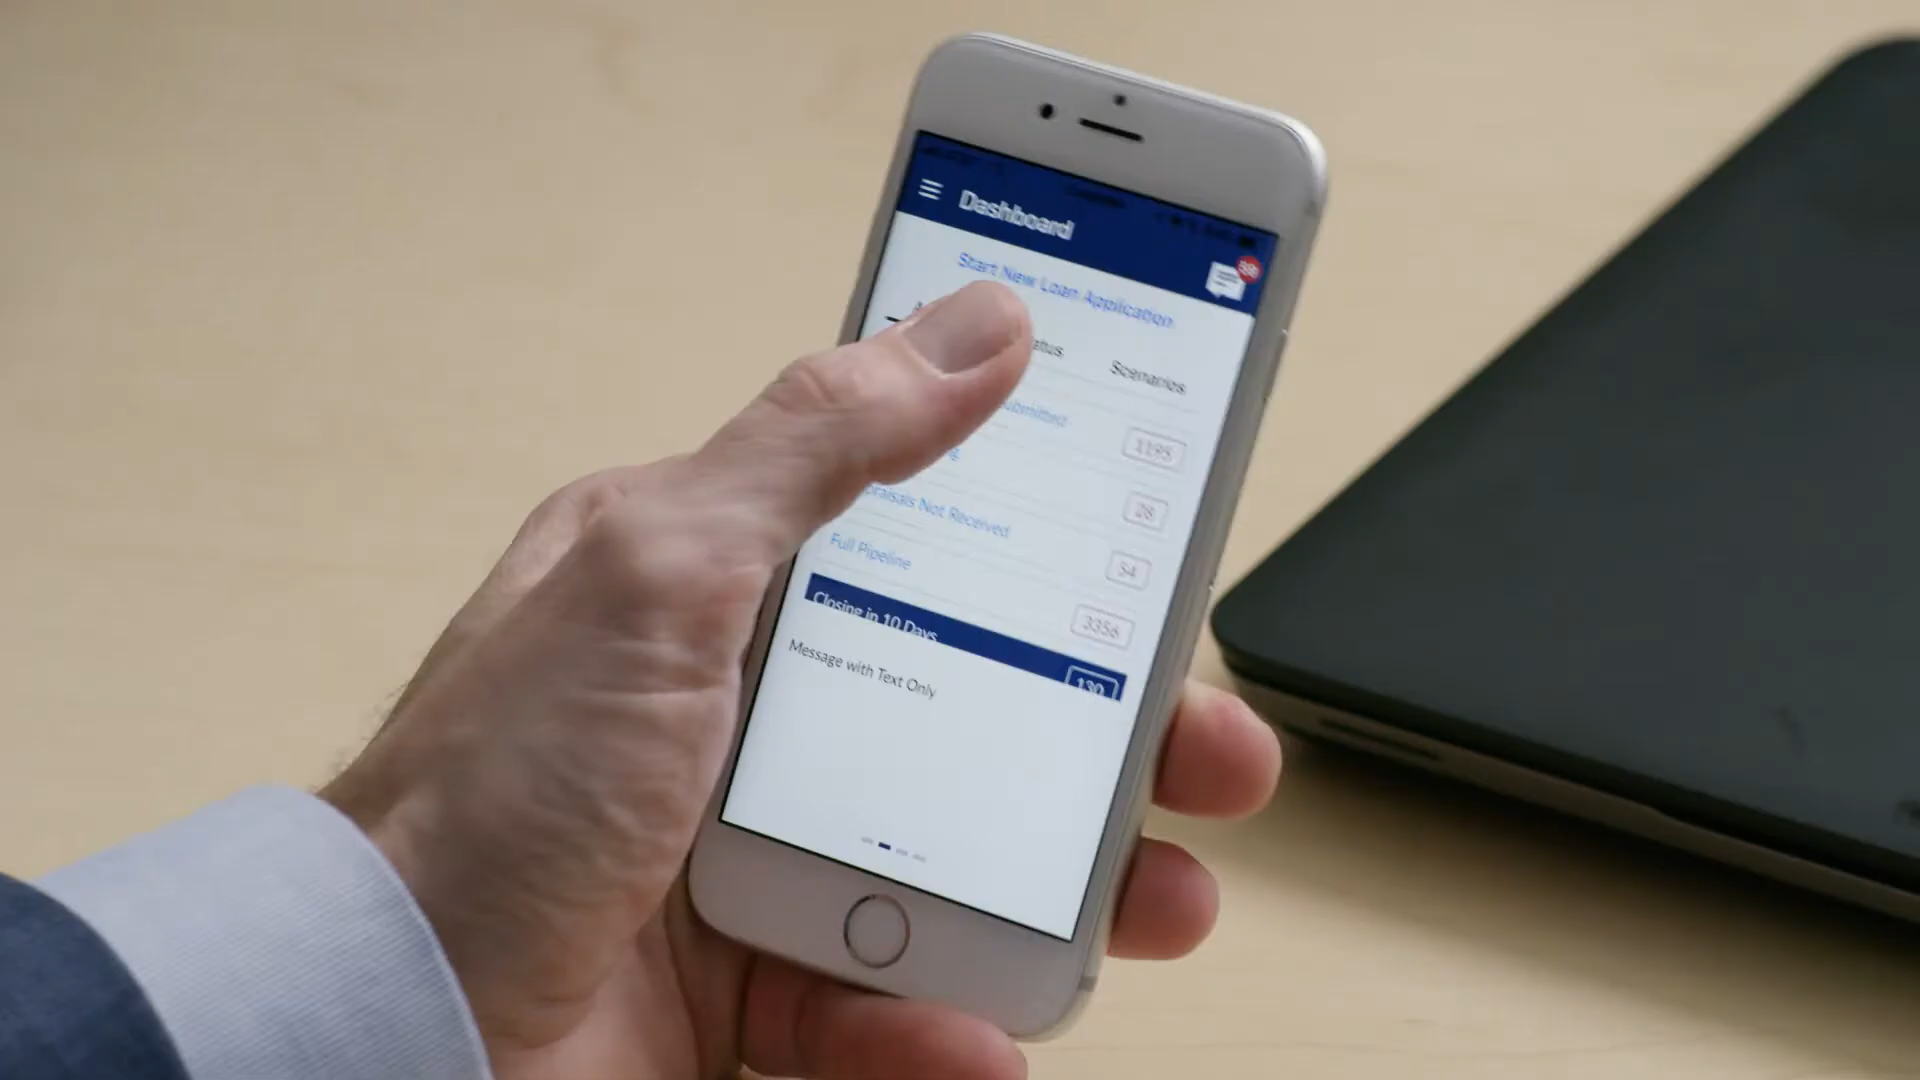 Dashboard
Start New Loan Application
Scenarios
1195
28
Appraisals Not Received
54
Full Pipeline
3356
Closing in 10 Days
130
Message with Text Only